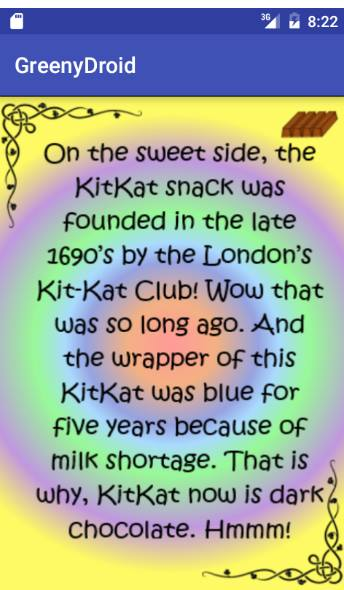 3G 8:22
GreenyDroid
On the sweet side, the
KitKat snack was
founded in the late
1690's by the London's
Kit-Kat Club! Wow that
was so long ago. And
the wrapper of this
KitKat was blue for
five years because of
milk shortage. That is
why, KitKat now is dark
chocolate. Hmmm!